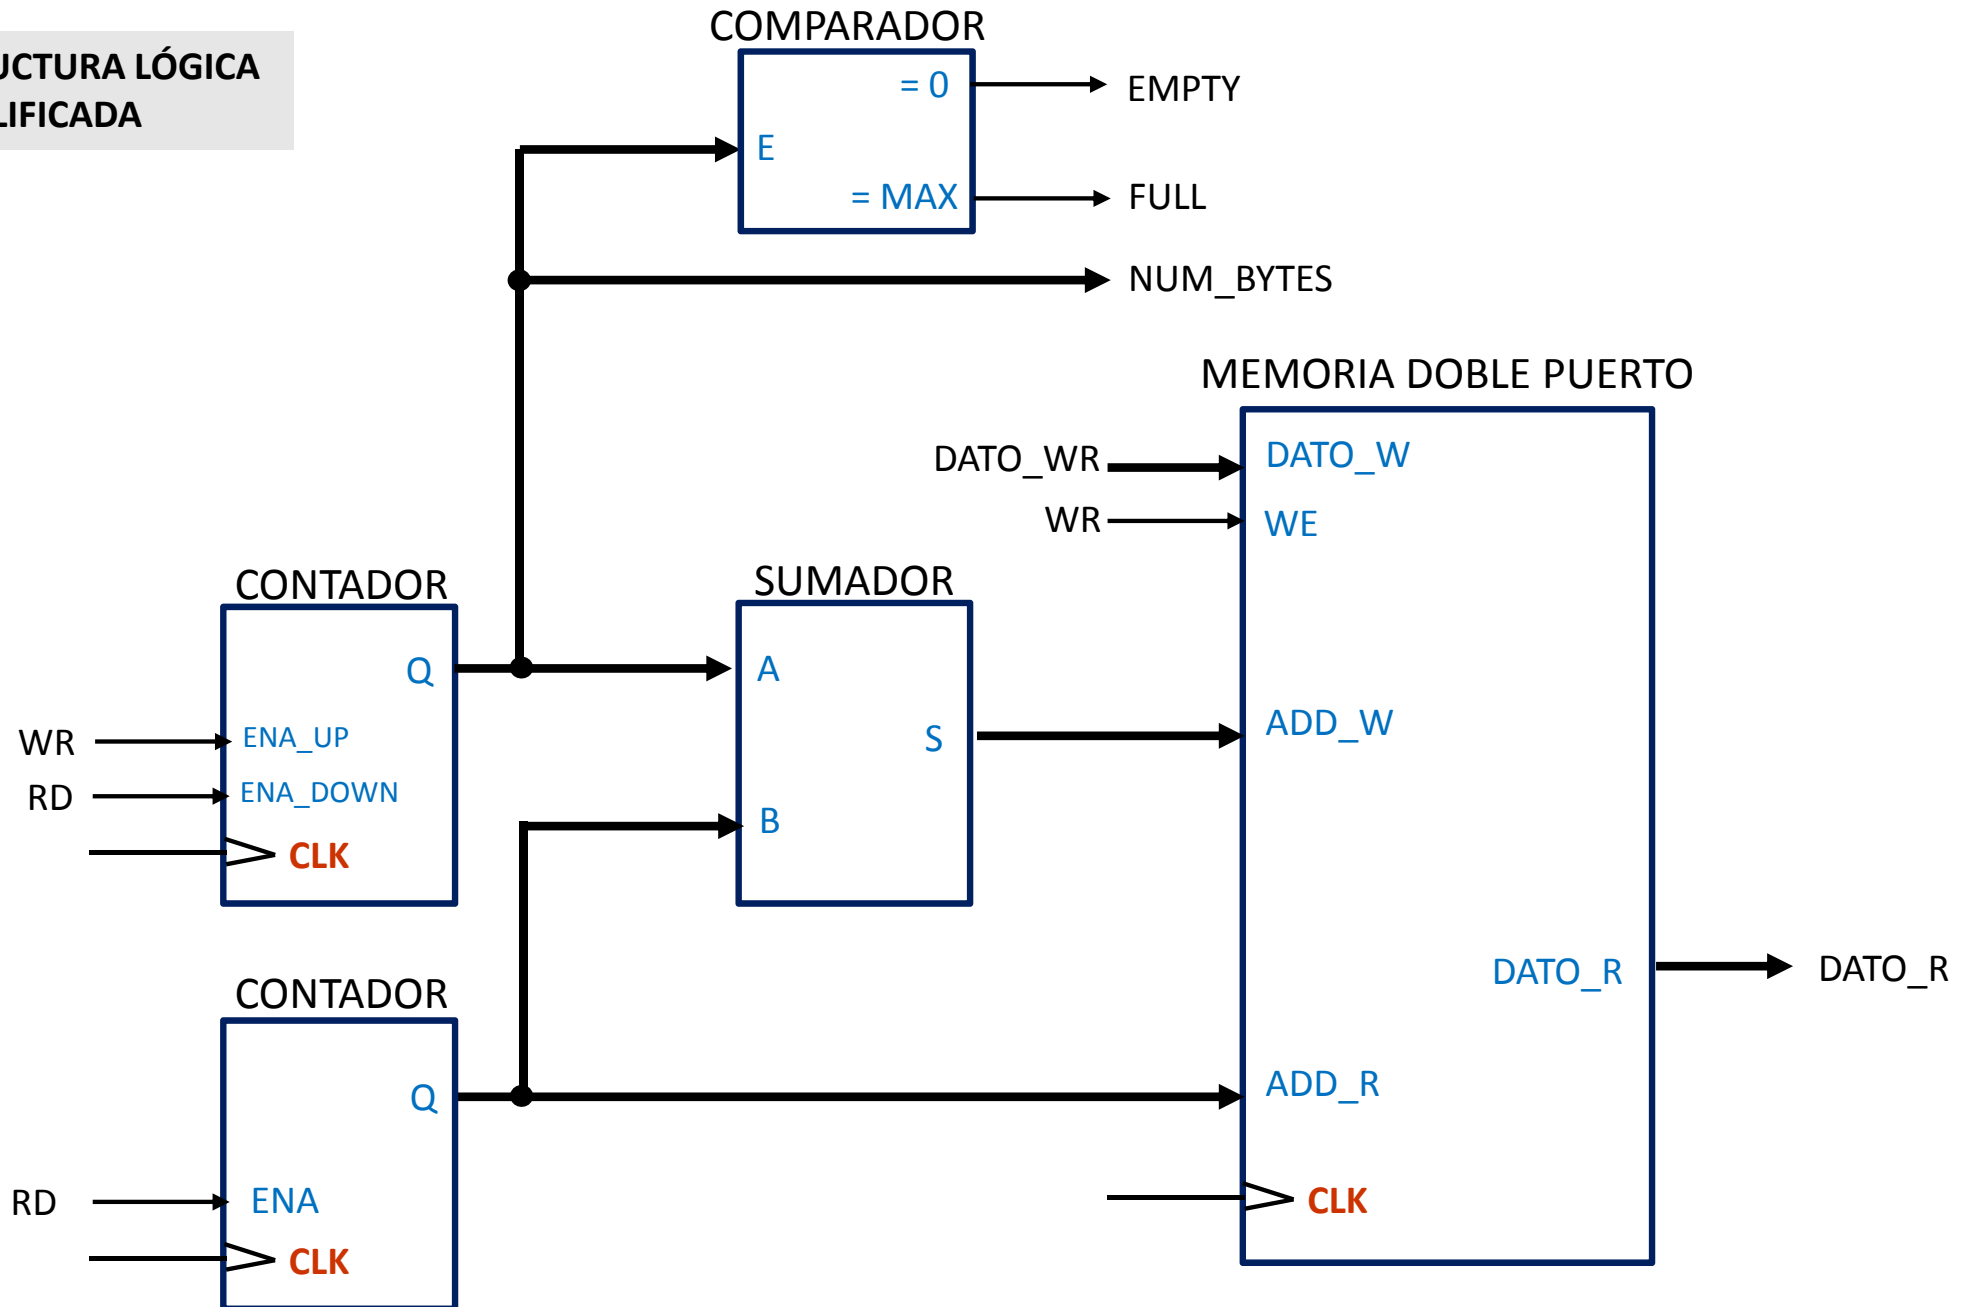 UCTURA LÓGICA
LIFICADA
COMPARADOR
= 0
EMPTY
E
= MAX
FULL
NUM_BYTES
MEMORIA DOBLE PUERTO
DATO_WR
DATO_W
WR
WE
CONTADOR
SUMADOR
Q
A
WR
ENA_UP
S
ADD_W
RD
ENA_DOWN
B
CLK
DATO_R
DATO_R
CONTADOR
Q
ADD_R
RD
ENA
CLK
CLK